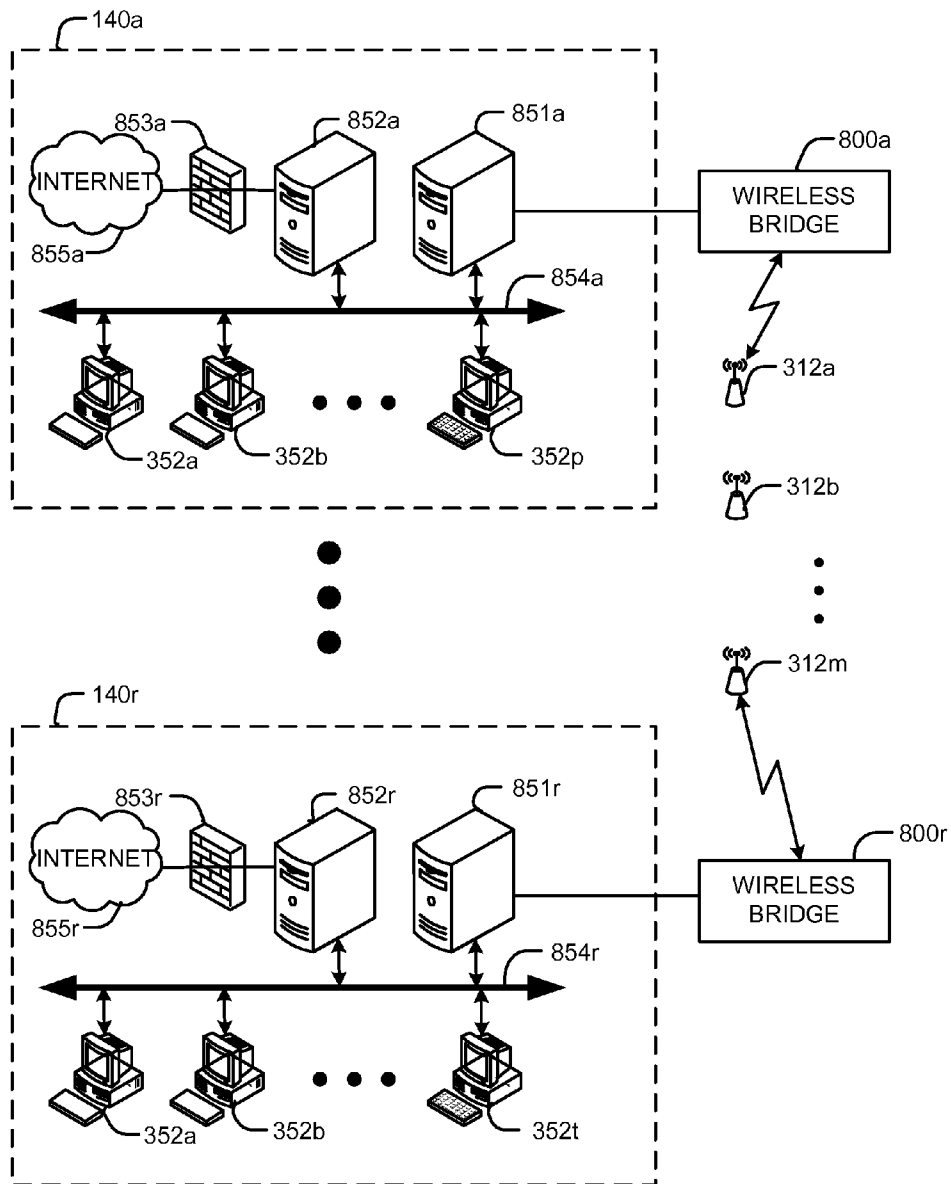 140a
853a
852a
851a
800a
INTERNET
WIRELESS
BRIDGE
855a
854a
312a
352a
352b
352p
312b
312m
140r
853r
852r
851r
800r
INTERNET
WIRELESS
BRIDGE
855r
854r
352a
352b
352t